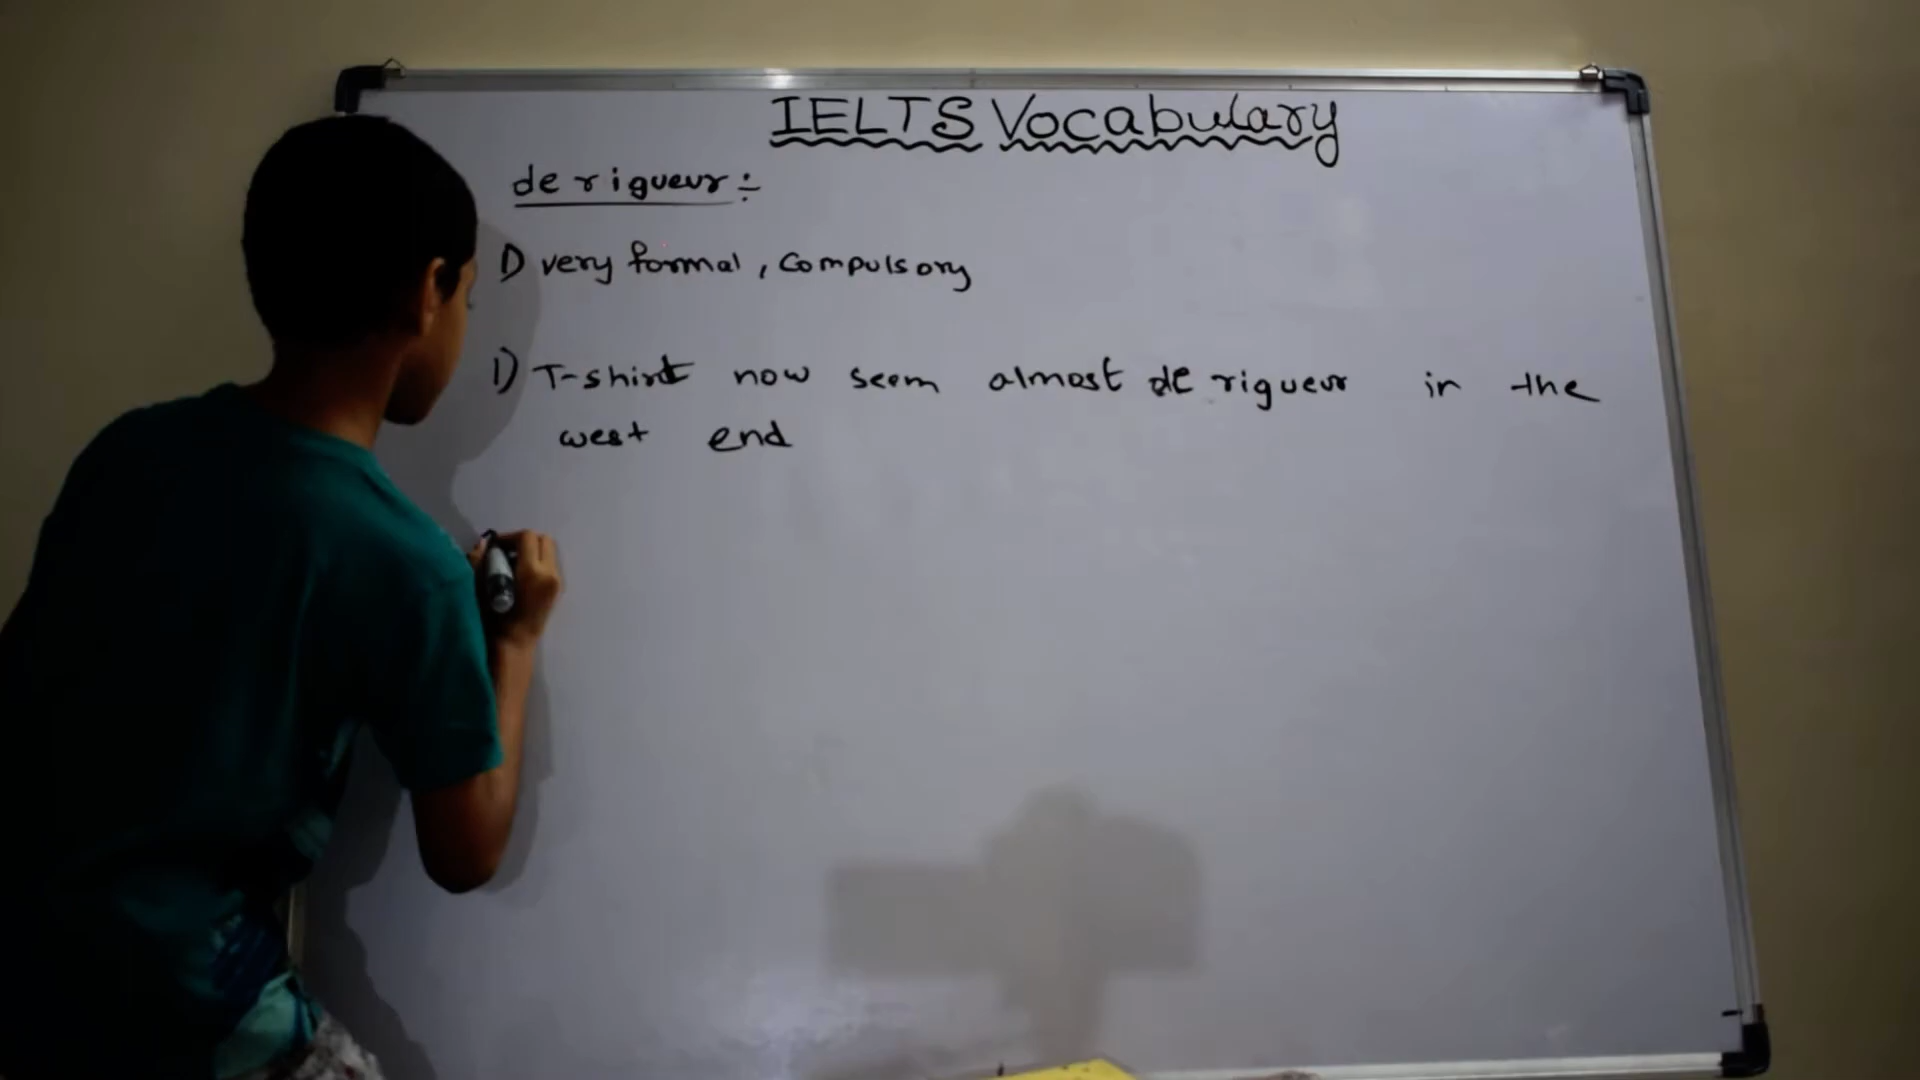 IELTS Vocabulary
de rigueur :-
1) very formal, compulsory
1) T-shirt now seem almost de rigueur in the
west end